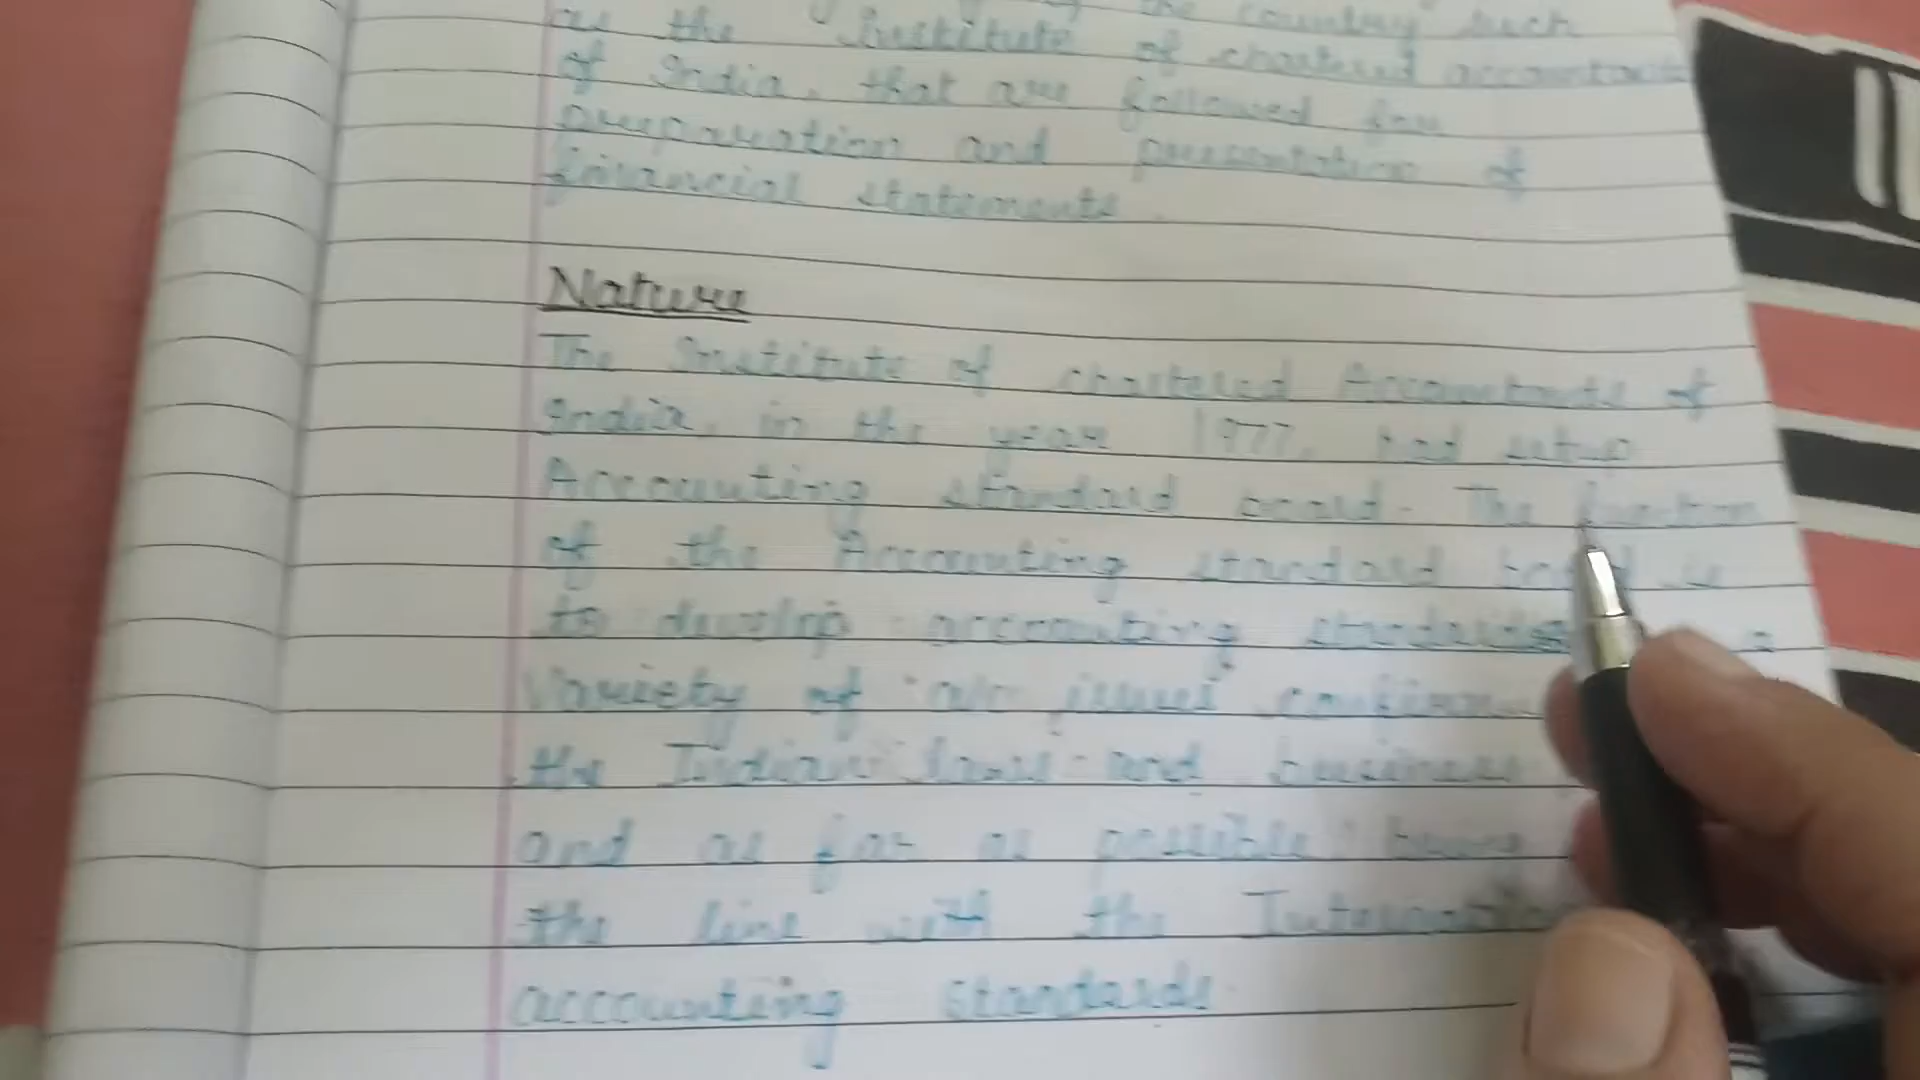 the country such
as the Institute of chartered accountants
of India, that are followed for
preparation and presentation of
financial statements.
Nature
The Institute of chartered Accountants of
India, in the year 1977, had setup
Accounting standard board. The function
of the Accounting standard board is
to develop accounting standards a
Variety of a/c issues
the Indian laws and business
and as far as possible
the line with the
accounting standards